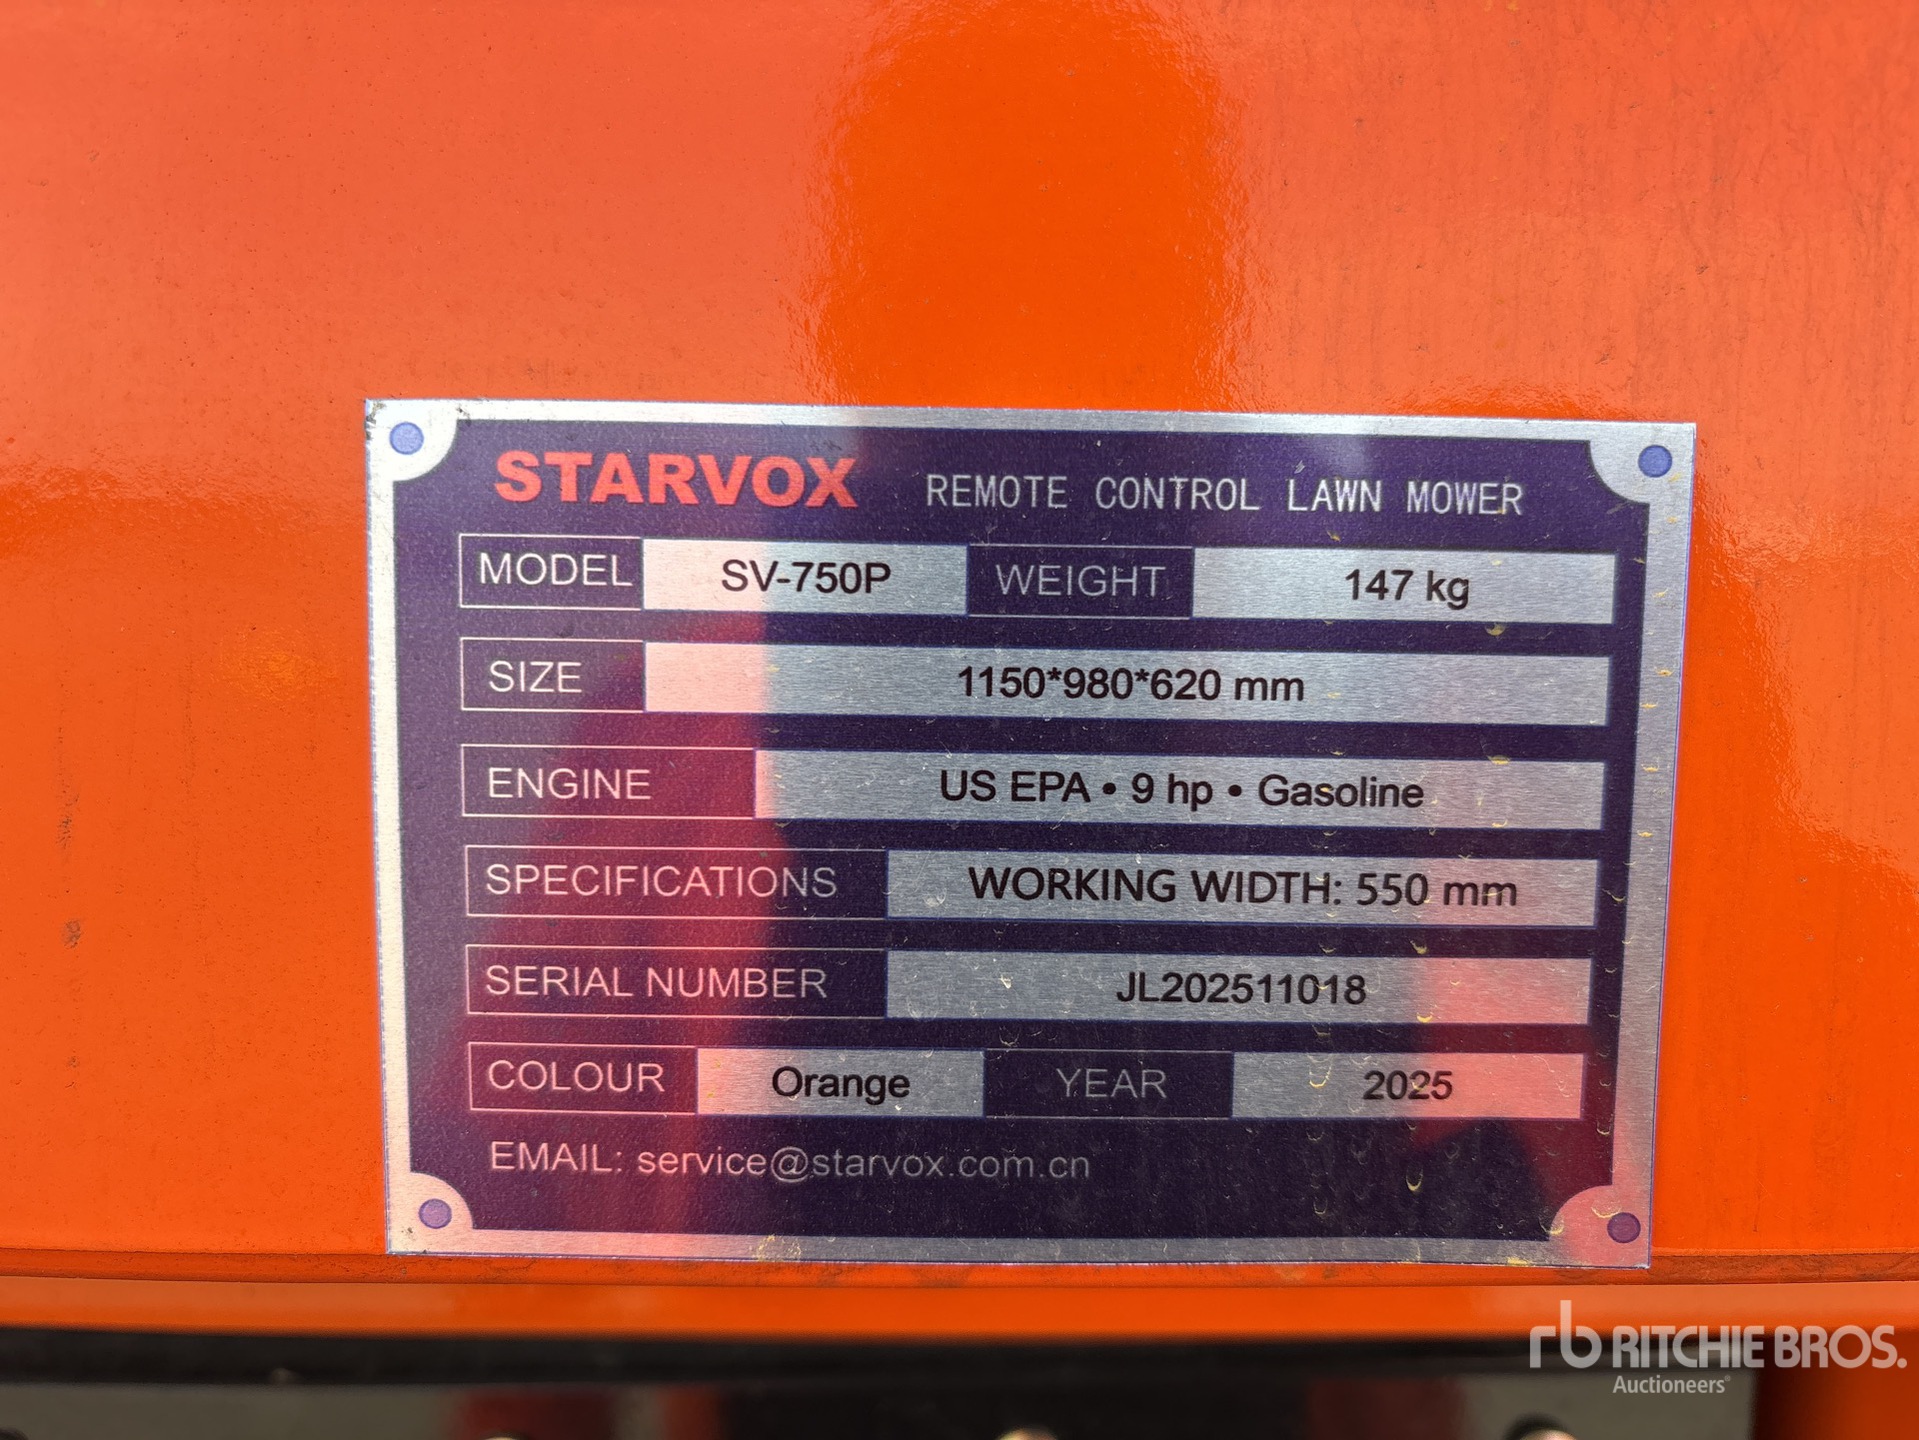 STARVOX REMOTE CONTROL LAWN MOWER
MODEL SV-750P WEIGHT 147 kg
SIZE 1150*980*620 mm
ENGINE US EPA • 9 hp • Gasoline
SPECIFICATIONS WORKING WIDTH: 550 mm
SERIAL NUMBER JL202511018
COLOUR Orange YEAR 2025
EMAIL: service@starvox.com.cn
rb RITCHIE BROS.
Auctioneers®